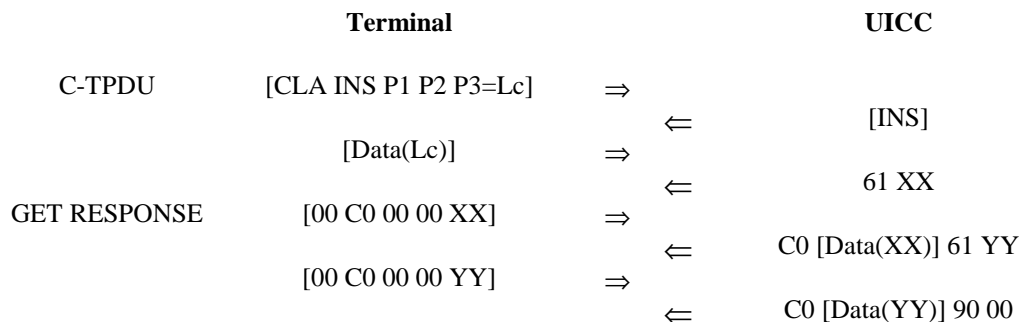 Terminal UICC
C-TPDU [CLA INS P1 P2 P3=Lc] ⇒
⇐ [INS]
[Data(Lc)] ⇒
⇐ 61 XX
GET RESPONSE [00 C0 00 00 XX] ⇒
⇐ C0 [Data(XX)] 61 YY
[00 C0 00 00 YY] ⇒
⇐ C0 [Data(YY)] 90 00